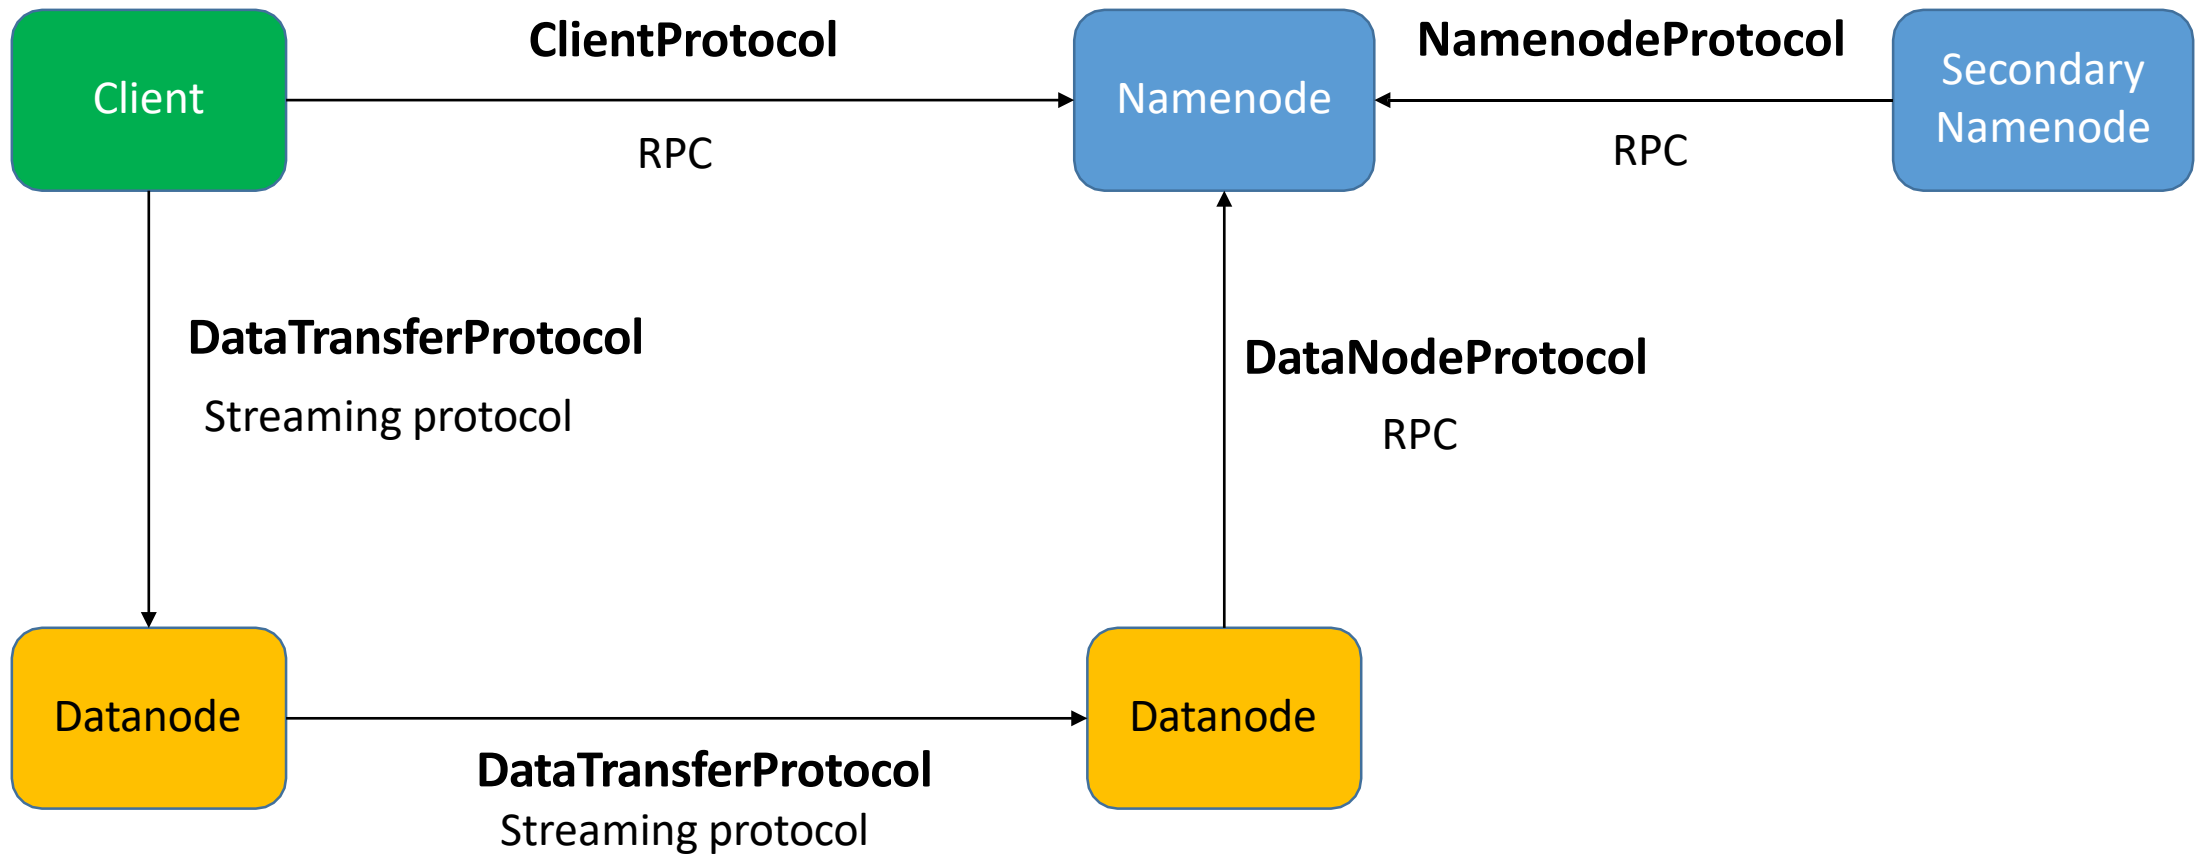 Client
ClientProtocol
RPC
Namenode
NamenodeProtocol
RPC
Secondary
Namenode
DataTransferProtocol
Streaming protocol
DataNodeProtocol
RPC
Datanode
DataTransferProtocol
Streaming protocol
Datanode